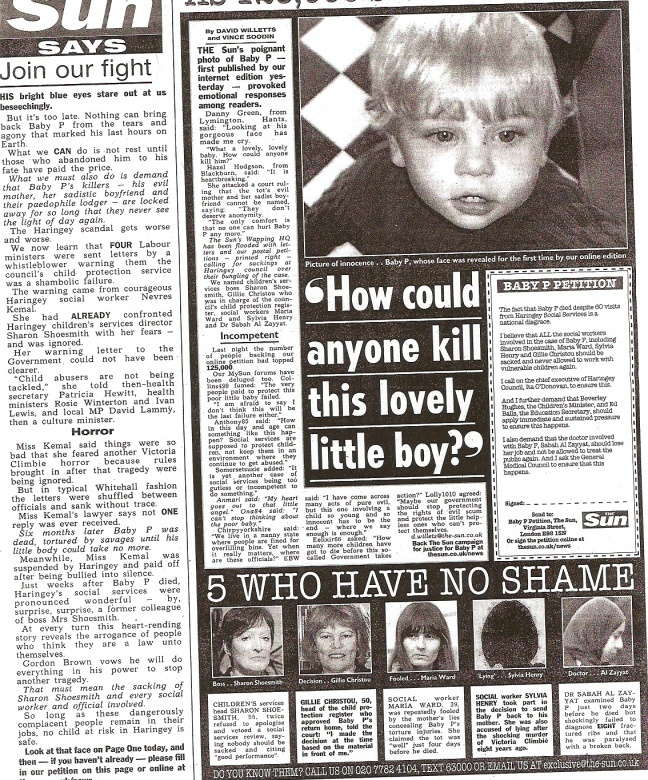 Sun
SAYS
Join our fight
HIS bright blue eyes stare out at us
beseechingly.
But it's too late. Nothing can bring
back Baby P from the tears and
agony that marked his last hours on
Earth.
What we CAN do is not rest until
those who abandoned him to his
fate have paid the price.
What we must also do is demand
that Baby P's killers — his evil
mother, her sadistic boyfriend and
their paedophile lodger — are locked
away for so long that they never see
the light of day again.
The Haringey scandal gets worse
and worse.
We now learn that FOUR Labour
ministers were sent letters by a
whistleblower warning them the
council's child protection service
was a shambolic failure.
The warning came from courageous
Haringey social worker Nevres
Kemal.
She had ALREADY confronted
Haringey children's services director
Sharon Shoesmith with her fears —
and was ignored.
Her warning letter to the
Government could not have been
clearer.
"Child abusers are not being
tackled," she told then-health
secretary Patricia Hewitt, health
ministers Rosie Winterton and Ivan
Lewis, and local MP David Lammy,
then a culture minister.
Horror
Miss Kemal said things were so
bad that she feared another Victoria
Climbie horror because rules
brought in after that tragedy were
being ignored.
But in typical Whitehall fashion
the letters were shuffled between
officials and sank without trace.
Miss Kemal's lawyer says not ONE
reply was ever received.
Six months later Baby P was
dead, tortured by savages until his
little body could take no more.
Meanwhile, Miss Kemal was
suspended by Haringey and paid off
after being bullied into silence.
Just weeks after Baby P died,
Haringey's social services were
pronounced wonderful — by,
surprise, surprise, a former colleague
of boss Mrs Shoesmith.
At every turn this heart-rending
story reveals the arrogance of people
who think they are a law unto
themselves.
Gordon Brown vows he will do
everything in his power to stop
another tragedy.
That must mean the sacking of
Sharon Shoesmith and every social
worker and official involved.
So long as these dangerously
complacent people remain in their
jobs, no child at risk in Haringey is
safe.
Look at that face on Page One today, and
then — if you haven't already — please fill
in our petition on this page or online at
By DAVID WILLETTS
and VINCE SOODIN
THE Sun's poignant
photo of Baby P —
first published by our
internet edition yes-
terday — provoked
emotional responses
among readers.
Danny Green, from
Lymington, Hants,
said: "Looking at his
gorgeous face has
made me cry.
"What a lovely, lovely
baby. How could anyone
kill him?"
Hazel Hodgson, from
Blackburn, said: "It is
heartbreaking."
She attacked a court rul-
ing that the tot's evil
mother and her sadist boy-
friend cannot be named,
saying: "They don't
deserve anonymity.
"The only comfort is
that no one can hurt Baby
P any more."
The Sun's Wapping HQ
has been flooded with let-
ters and our postal peti-
tions — printed right —
calling for sackings at
Haringey council over
their bungling of the case.
We named children's ser-
vices boss Sharon Shoe-
smith, Gillie Christou who
was in charge of the coun-
cil's child protection regis-
ter, social workers Maria
Ward and Sylvia Henry
and Dr Sabah Al Zayyat.
Incompetent
Last night the number
of people backing our
online petition had topped
125,000.
Our MySun forums have
been deluged too. Col-
lins499 fumed: "The very
people paid to protect this
poor little baby failed.
"I am afraid to say I
don't think this will be
the last failure either."
Anthony85 said: "How
in this day and age can
something like this hap-
pen? Social services are
supposed to protect child-
ren, not keep them in an
environment where they
continue to get abused."
Somersetsusie added: "It
is yet another case of
social services being too
gutless or incompetent to
do something."
Anmari said: "My heart
goes out to that little
angel." One84 said: "I
can't stop thinking about
the poor baby."
Chirpyyorkshire said:
"We live in a nanny state
where people are fined for
overfilling bins. Yet when
it really matters, where
are these officials?" EBW
said: "I have come across
many acts of pure evil,
but this one involving a
child so young and so
innocent has to be the
end — where we say
enough is enough."
Eelkat86 asked: "How
many more children have
got to die before this so-
called Government takes
action?" Lolly1010 agreed:
"Maybe our government
should stop protecting
the rights of evil scum
and protect the little help-
less ones who can't pro-
tect themselves."
d.willetts@the-sun.co.uk
Back The Sun campaign
for justice for Baby P at
thesun.co.uk/news
Picture of innocence . . Baby P, whose face was revealed for the first time by our online edition
'How could
anyone kill
this lovely
little boy?'
BABY P PETITION
The fact that Baby P died despite 60 visits
from Haringey Social Services is a
national disgrace.
I believe that ALL the social workers
involved in the case of Baby P, including
Sharon Shoesmith, Maria Ward, Sylvia
Henry and Gillie Christou should be
sacked and never allowed to work with
vulnerable children again.
I call on the chief executive of Haringey
Council, Ita O'Donovan, to ensure this.
And I further demand that Beverley
Hughes, the Children's Minister, and Ed
Balls, the Education Secretary, should
apply immediate and sustained pressure
to ensure this happens.
I also demand that the doctor involved
with Baby P, Sabah Al Zayyat, should lose
her job and not be allowed to treat the
public again. And I ask the General
Medical Council to ensure that this
happens.
Signed:
Send to:
Baby P Petition, The Sun,
Virginia Street,
London E98 1SN
Or sign the petition online at
thesun.co.uk/news
THE Sun
5 WHO HAVE NO SHAME
Boss .. Sharon Shoesmith
Decision .. Gillie Christou
Fooled . . . Maria Ward
'Lying' . . . Sylvia Henry
Doctor . . . Al Zayyat
CHILDREN'S services
head SHARON SHOE-
SMITH, 55, twice
refused to apologise
and voted a social
services review, say-
ing nobody should be
sacked and citing
"good performance".
GILLIE CHRISTOU, 50,
head of the child pro-
tection register who
approved Baby P's
return home, told the
court: "I made the
decision at the time
based on the material
in front of me."
SOCIAL worker
MARIA WARD, 39,
was repeatedly fooled
by the mother's lies
concealing Baby P's
torture injuries. She
claimed the tot was
"well" just four days
before he died.
SOCIAL worker SYLVIA
HENRY took part in
the decision to send
Baby P back to his
mother. She was also
accused of lying after
the shocking murder
of Victoria Climbié
eight years ago.
DR SABAH AL ZAY-
YAT examined Baby
P just two days
before he died but
shockingly failed to
diagnose EIGHT frac-
tured ribs and that
he was paralysed
with a broken back.
DO YOU KNOW THEM? CALL US ON 020 7782 4104, TEXT 63000 OR EMAIL US AT exclusive@the-sun.co.uk